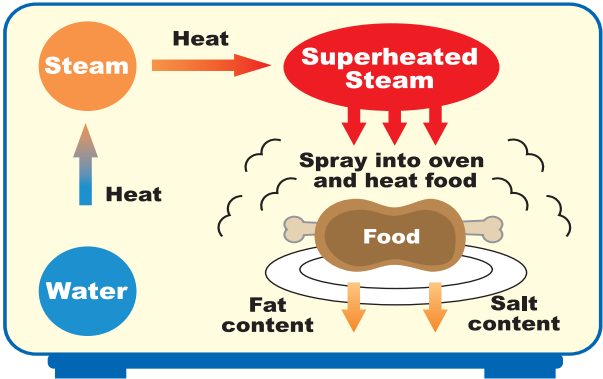 Steam
Heat
Superheated
Steam
Heat
Water
Spray into oven
and heat food
Food
Fat
content
Salt
content